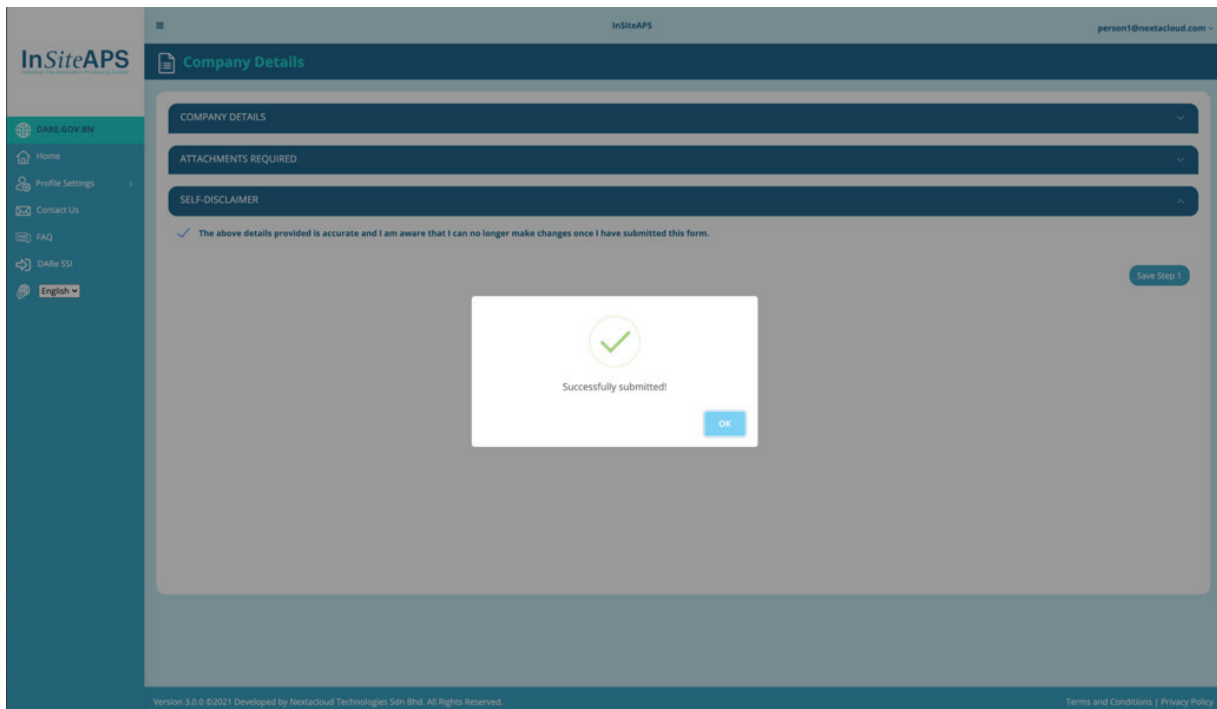 InSiteAPS
person1@nextacloud.com
InSiteAPS
Company Details
DARE.GOV.BN
Home
Profile Settings
Contact Us
FAQ
DARe SSI
English
COMPANY DETAILS
ATTACHMENTS REQUIRED
SELF-DISCLAIMER
The above details provided is accurate and I am aware that I can no longer make changes once I have submitted this form.
Save Step 1
Successfully submitted!
OK
Version 3.0.0 ©2021 Developed by Nextacloud Technologies Sdn Bhd. All Rights Reserved.
Terms and Conditions | Privacy Policy